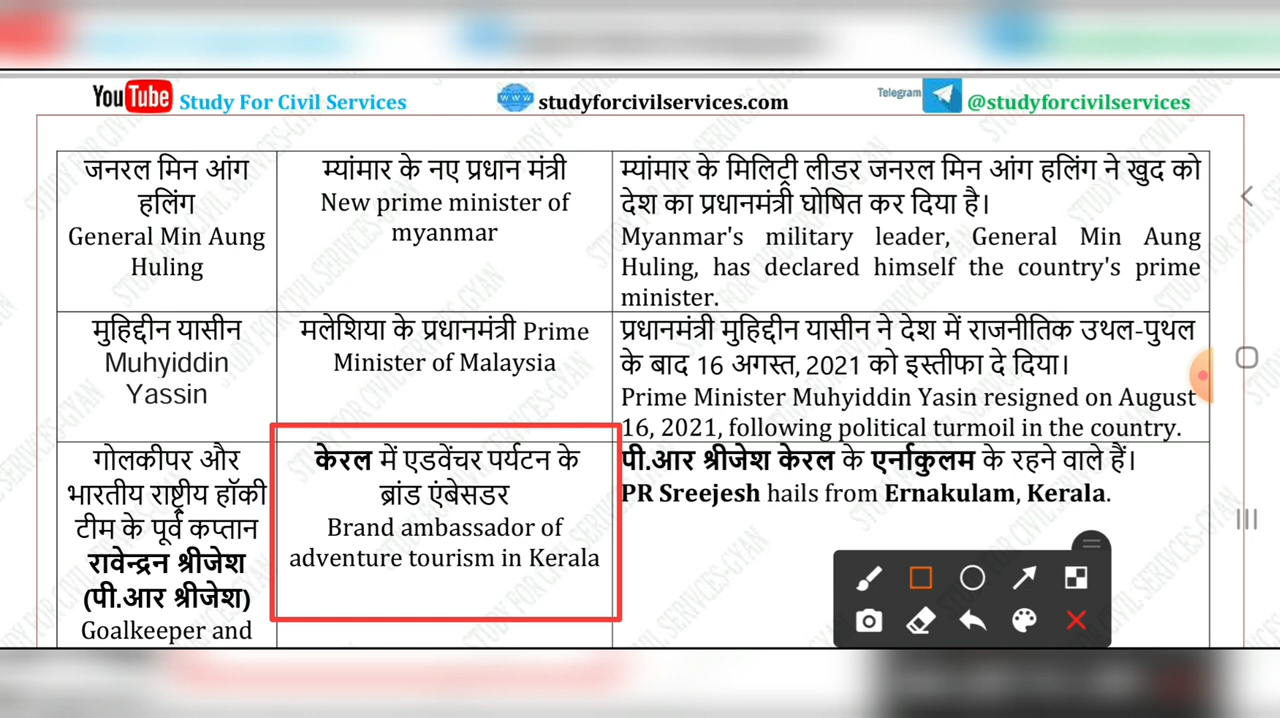 YouTube Study For Civil Services
WWW studyforcivilservices.com
Telegram @studyforcivilservices
जनरल मिन आंग
हलिंग
General Min Aung
Huling
म्यांमार के नए प्रधान मंत्री
New prime minister of
myanmar
म्यांमार के मिलिट्री लीडर जनरल मिन आंग हलिंग ने खुद को
देश का प्रधानमंत्री घोषित कर दिया है।
Myanmar's military leader, General Min Aung
Huling, has declared himself the country's prime
minister.
मुहिद्दीन यासीन
Muhyiddin
Yassin
मलेशिया के प्रधानमंत्री Prime
Minister of Malaysia
प्रधानमंत्री मुहिद्दीन यासीन ने देश में राजनीतिक उथल-पुथल
के बाद 16 अगस्त, 2021 को इस्तीफा दे दिया।
Prime Minister Muhyiddin Yasin resigned on August
16, 2021, following political turmoil in the country.
गोलकीपर और
भारतीय राष्ट्रीय हॉकी
टीम के पूर्व कप्तान
रावेन्द्रन श्रीजेश
(पी.आर श्रीजेश)
Goalkeeper and
केरल में एडवेंचर पर्यटन के
ब्रांड एंबेसडर
Brand ambassador of
adventure tourism in Kerala
पी.आर श्रीजेश केरल के एर्नाकुलम के रहने वाले हैं।
PR Sreejesh hails from Ernakulam, Kerala.